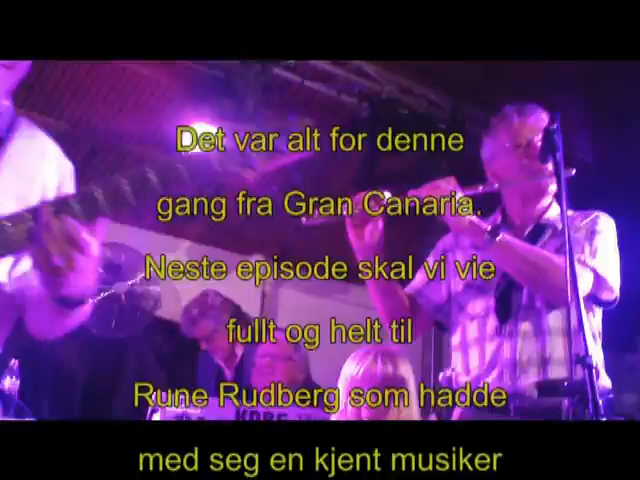 Det var alt for denne
gang fra Gran Canaria.
Neste episode skal vi vie
fullt og helt til
Rune Rudberg som hadde
KORG
med seg en kjent musiker